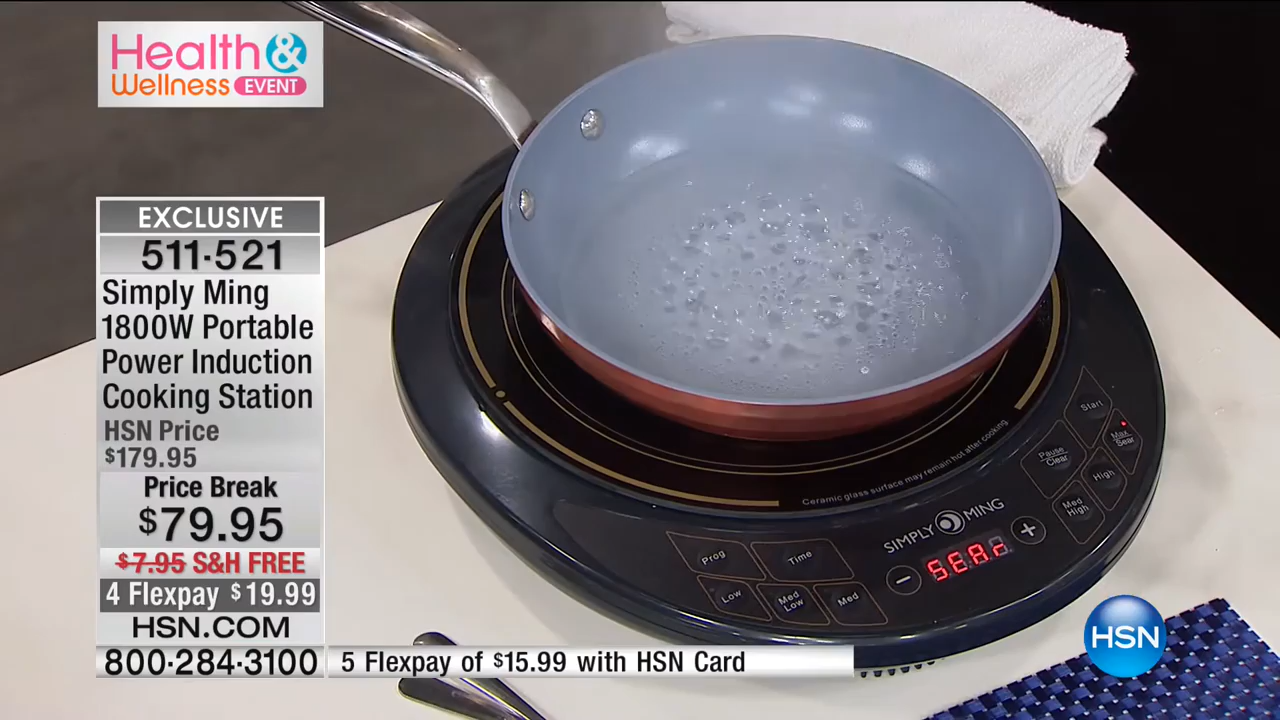 Health &
Wellness EVENT
EXCLUSIVE
511·521
Simply Ming
1800W Portable
Power Induction
Cooking Station
HSN Price
$179.95
Price Break
$79.95
$7.95 S&H FREE
4 Flexpay $19.99
HSN.COM
800·284·3100
5 Flexpay of $15.99 with HSN Card
HSN
Ceramic glass surface may remain hot after cooking.
Start
Max
Sear
Pause
Clear
High
Med
High
SIMPLY MING
SEAr
+
−
Prog
Time
Low
Med
Low
Med